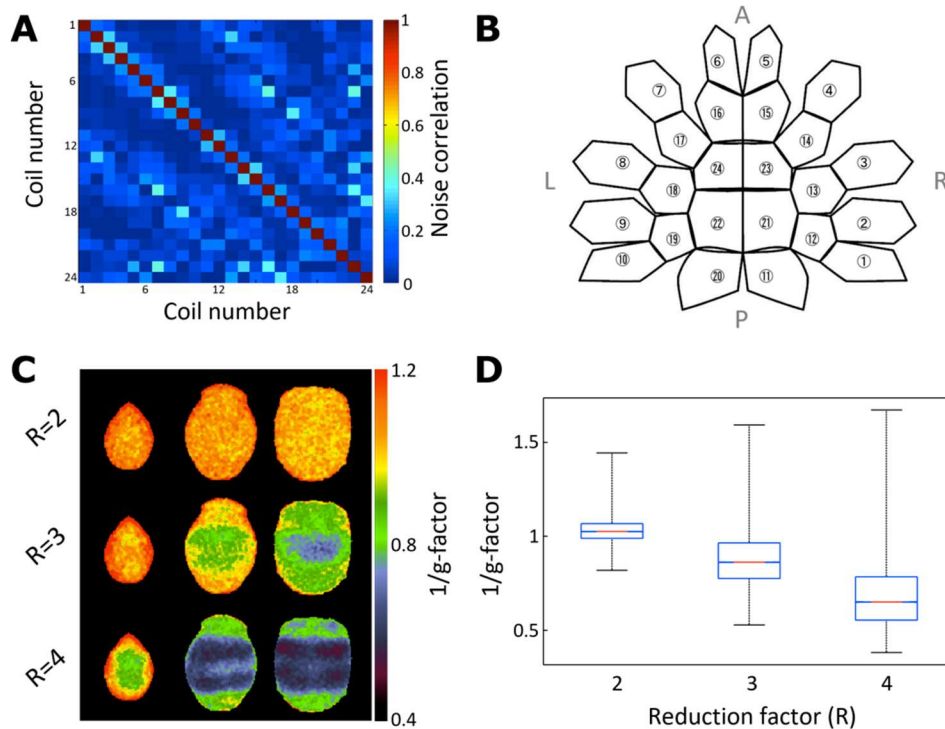 A
1
6
12
18
24
Coil number
1
6
12
18
24
Coil number
1
0.8
0.6
0.4
0.2
0
Noise correlation
B
A
⑥ ⑤
⑦ ④
⑯ ⑮
⑰ ⑭
L ⑧ ㉔ ㉓ ③ R
⑱ ⑬
⑨ ㉒ ㉑ ②
⑲ ⑫
⑩ ⑳ ⑪ ①
P
C
R=2
R=3
R=4
1.2
0.8
0.4
1/g-factor
D
1/g-factor
1.5
1
0.5
2 3 4
Reduction factor (R)